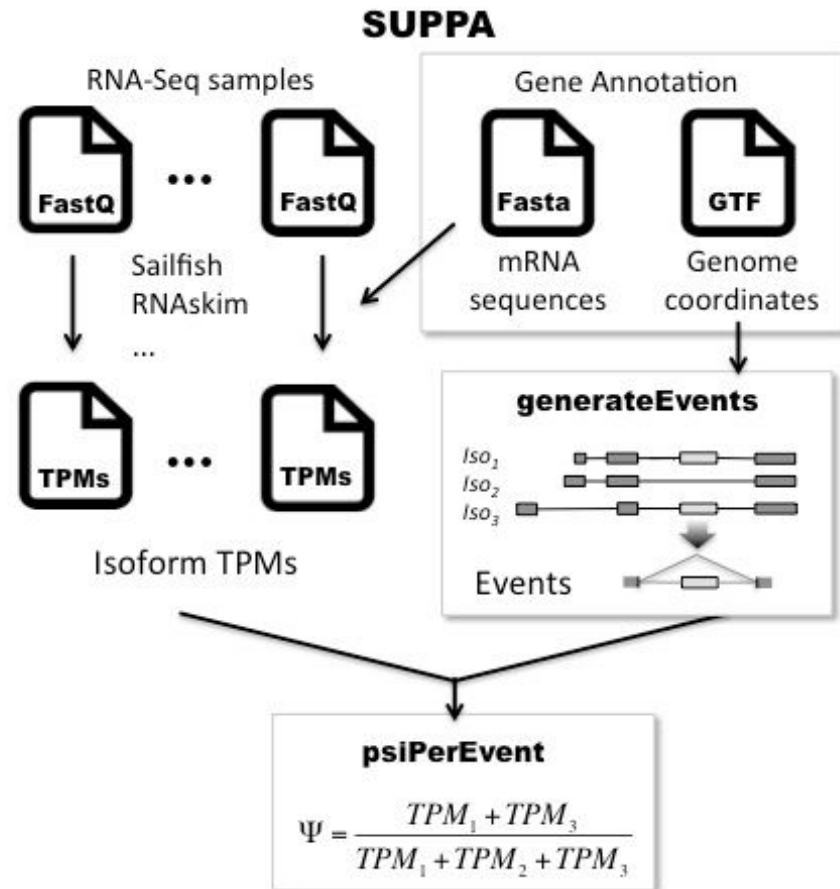 SUPPA
RNA-Seq samples
Gene Annotation
FastQ
...
FastQ
Fasta
GTF
Sailfish
RNAskim
...
mRNA
sequences
Genome
coordinates
TPMs
...
TPMs
Isoform TPMs
generateEvents
Iso₁
Iso₂
Iso₃
Events
psiPerEvent
Ψ = (TPM₁ + TPM₃) / (TPM₁ + TPM₂ + TPM₃)